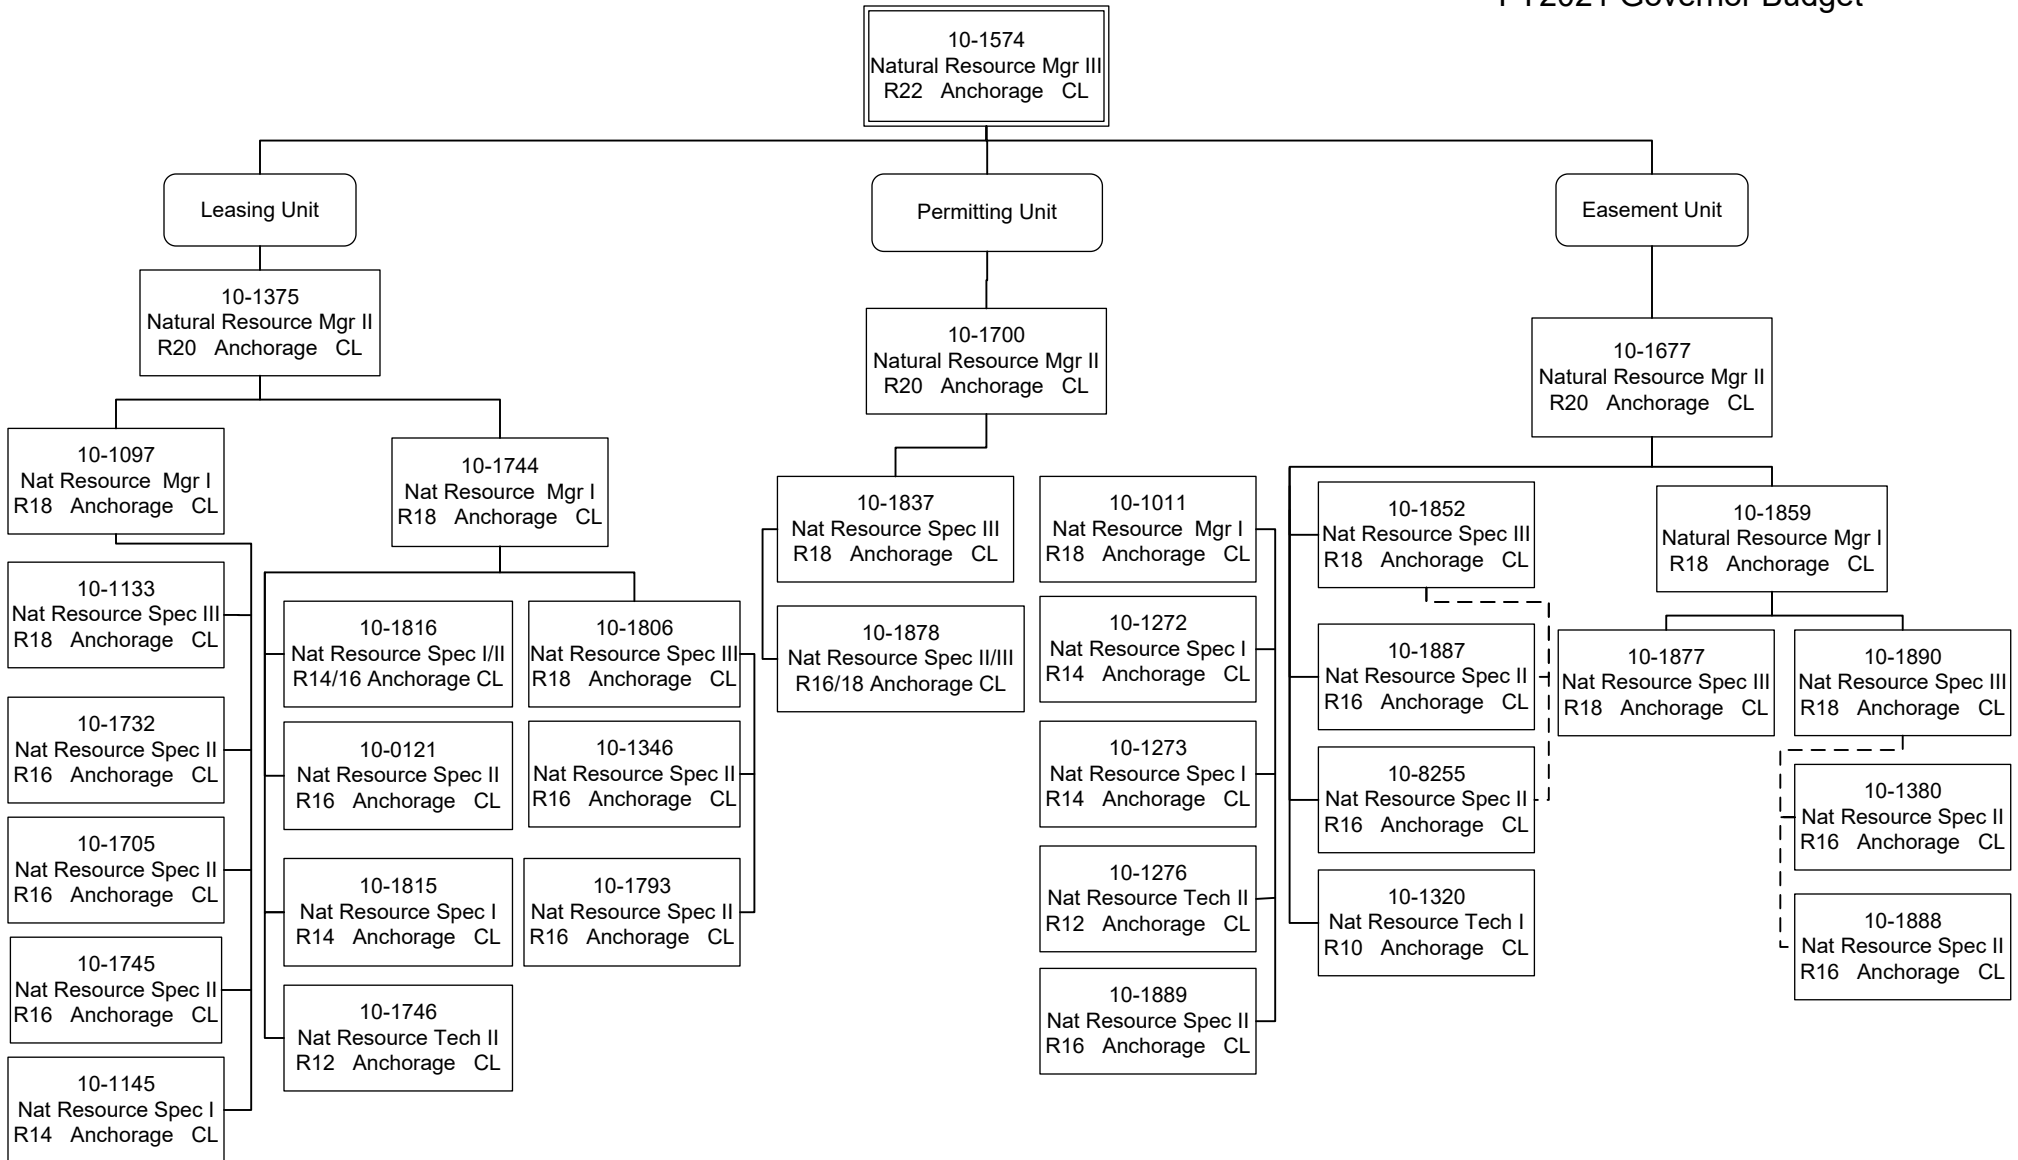 FY2021 Governor Budget
10-1574
Natural Resource Mgr III
R22 Anchorage CL
Leasing Unit
Permitting Unit
Easement Unit
10-1375
Natural Resource Mgr II
R20 Anchorage CL
10-1700
Natural Resource Mgr II
R20 Anchorage CL
10-1677
Natural Resource Mgr II
R20 Anchorage CL
10-1097
Nat Resource Mgr I
R18 Anchorage CL
10-1133
Nat Resource Spec III
R18 Anchorage CL
10-1732
Nat Resource Spec II
R16 Anchorage CL
10-1705
Nat Resource Spec II
R16 Anchorage CL
10-1745
Nat Resource Spec II
R16 Anchorage CL
10-1145
Nat Resource Spec I
R14 Anchorage CL
10-1744
Nat Resource Mgr I
R18 Anchorage CL
10-1816
Nat Resource Spec I/II
R14/16 Anchorage CL
10-0121
Nat Resource Spec II
R16 Anchorage CL
10-1815
Nat Resource Spec I
R14 Anchorage CL
10-1746
Nat Resource Tech II
R12 Anchorage CL
10-1806
Nat Resource Spec III
R18 Anchorage CL
10-1346
Nat Resource Spec II
R16 Anchorage CL
10-1793
Nat Resource Spec II
R16 Anchorage CL
10-1837
Nat Resource Spec III
R18 Anchorage CL
10-1878
Nat Resource Spec II/III
R16/18 Anchorage CL
10-1011
Nat Resource Mgr I
R18 Anchorage CL
10-1272
Nat Resource Spec I
R14 Anchorage CL
10-1273
Nat Resource Spec I
R14 Anchorage CL
10-1276
Nat Resource Tech II
R12 Anchorage CL
10-1889
Nat Resource Spec II
R16 Anchorage CL
10-1852
Nat Resource Spec III
R18 Anchorage CL
10-1887
Nat Resource Spec II
R16 Anchorage CL
10-8255
Nat Resource Spec II
R16 Anchorage CL
10-1320
Nat Resource Tech I
R10 Anchorage CL
10-1859
Natural Resource Mgr I
R18 Anchorage CL
10-1877
Nat Resource Spec III
R18 Anchorage CL
10-1890
Nat Resource Spec III
R18 Anchorage CL
10-1380
Nat Resource Spec II
R16 Anchorage CL
10-1888
Nat Resource Spec II
R16 Anchorage CL